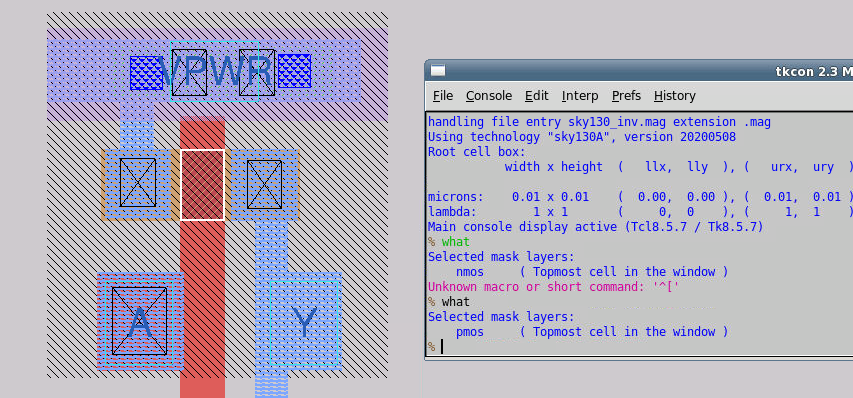 VPWR
A
Y
tkcon 2.3 M
File Console Edit Interp Prefs History
handling file entry sky130_inv.mag extension .mag
Using technology "sky130A", version 20200508
Root cell box:
width x height ( llx, lly ), ( urx, ury )
microns: 0.01 x 0.01 ( 0.00, 0.00 ), ( 0.01, 0.01 )
lambda: 1 x 1 ( 0, 0 ), ( 1, 1 )
Main console display active (Tcl8.5.7 / Tk8.5.7)
% what
Selected mask layers:
nmos ( Topmost cell in the window )
Unknown macro or short command: '^['
% what
Selected mask layers:
pmos ( Topmost cell in the window )
%